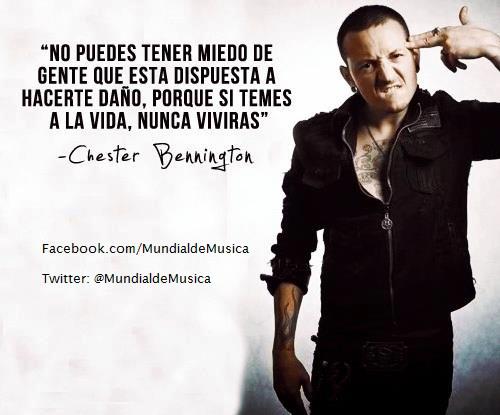 “NO PUEDES TENER MIEDO DE
GENTE QUE ESTA DISPUESTA A
HACERTE DAÑO, PORQUE SI TEMES
A LA VIDA, NUNCA VIVIRAS”
-Chester Bennington
Facebook.com/MundialdeMusica
Twitter: @MundialdeMusica